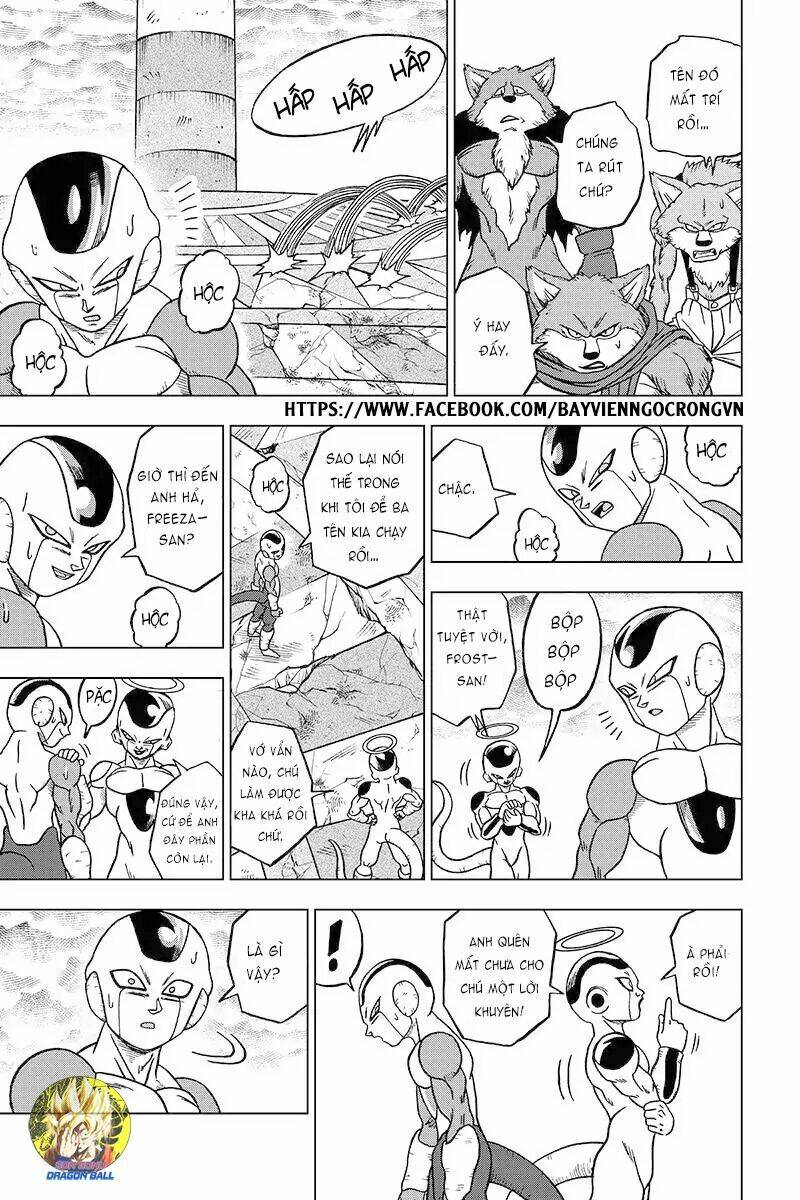 TÊN ĐÓ
MẤT TRÍ
RỒI...
CHÚNG
TA RÚT
CHỨ?
Ý HAY
ĐẤY.
HẤP HẤP HẤP
HỘC
HỘC
HTTPS://WWW.FACEBOOK.COM/BAYVIENNGOCRONGVN
HỘC
CHẬC.
HỘC
BỘP
BỘP
BỘP
THẬT
TUYỆT VỜI,
FROST-
SAN!
SAO LẠI NÓI
THẾ TRONG
KHI TÔI ĐỂ BA
TÊN KIA CHẠY
RỒI...
HỘC
VỚ VẨN
NÀO, CHÚ
LÀM ĐƯỢC
KHA KHÁ RỒI
CHỨ.
GIỜ THÌ ĐẾN
ANH HẢ,
FREEZA-
SAN?
HỘC
PẶC
ĐÚNG VẬY,
CỨ ĐỂ ANH
ĐÂY PHẦN
CÒN LẠI.
À PHẢI
RỒI!
ANH QUÊN
MẤT CHƯA CHO
CHÚ MỘT LỜI
KHUYÊN!
!
LÀ GÌ
VẬY?
DRAGON BALL